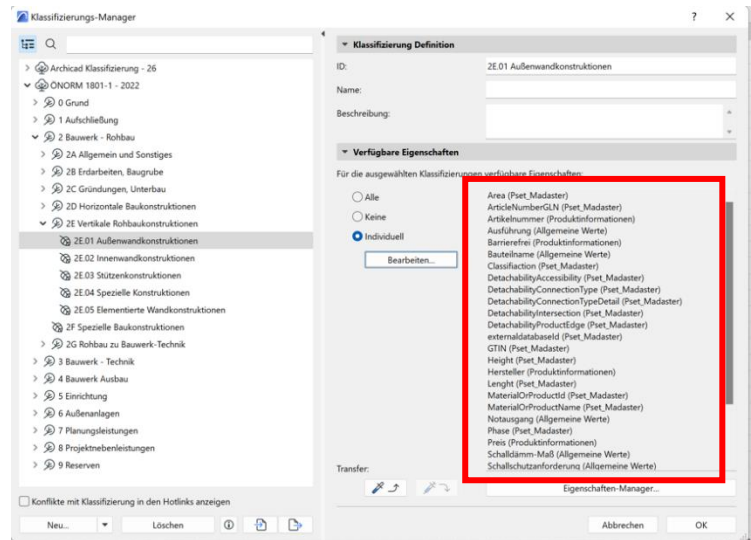 Klassifizierungs-Manager
Archicad Klassifizierung - 26
ÖNORM 1801-1 - 2022
0 Grund
1 Aufschließung
2 Bauwerk - Rohbau
2A Allgemein und Sonstiges
2B Erdarbeiten, Baugrube
2C Gründungen, Unterbau
2D Horizontale Baukonstruktionen
2E Vertikale Rohbaukonstruktionen
2E.01 Außenwandkonstruktionen
2E.02 Innenwandkonstruktionen
2E.03 Stützenkonstruktionen
2E.04 Spezielle Konstruktionen
2E.05 Elementierte Wandkonstruktionen
2F Spezielle Baukonstruktionen
2G Rohbau zu Bauwerk-Technik
3 Bauwerk - Technik
4 Bauwerk Ausbau
5 Einrichtung
6 Außenanlagen
7 Planungsleistungen
8 Projektnebenleistungen
9 Reserven
Konflikte mit Klassifizierung in den Hotlinks anzeigen
Neu...
Löschen
Klassifizierung Definition
ID:
2E.01 Außenwandkonstruktionen
Name:
Beschreibung:
Verfügbare Eigenschaften
Für die ausgewählten Klassifizierungen verfügbare Eigenschaften:
Alle
Keine
Individuell
Bearbeiten...
Area (Pset_Madaster)
ArticleNumberGLN (Pset_Madaster)
Artikelnummer (Produktinformationen)
Ausführung (Allgemeine Werte)
Barrierefrei (Produktinformationen)
Bauteilname (Allgemeine Werte)
Classifiaction (Pset_Madaster)
DetachabilityAccessibility (Pset_Madaster)
DetachabilityConnectionType (Pset_Madaster)
DetachabilityConnectionTypeDetail (Pset_Madaster)
DetachabilityIntersection (Pset_Madaster)
DetachabilityProductEdge (Pset_Madaster)
externaldatabaseId (Pset_Madaster)
GTIN (Pset_Madaster)
Height (Pset_Madaster)
Hersteller (Produktinformationen)
Lenght (Pset_Madaster)
MaterialOrProductId (Pset_Madaster)
MaterialOrProductName (Pset_Madaster)
Notausgang (Allgemeine Werte)
Phase (Pset_Madaster)
Preis (Produktinformationen)
Schalldämm-Maß (Allgemeine Werte)
Schallschutzanforderung (Allgemeine Werte)
Transfer:
Eigenschaften-Manager...
Abbrechen
OK